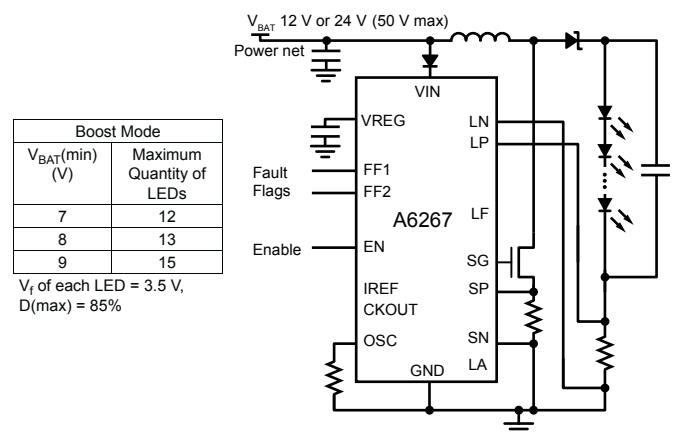 V_BAT 12 V or 24 V (50 V max)
Power net
VIN
VREG
LN
LP
Fault
Flags
FF1
FF2
LF
A6267
Enable
EN
SG
IREF
SP
CKOUT
OSC
SN
LA
GND
Boost Mode
V_BAT(min)
(V)
Maximum
Quantity of
LEDs
7 12
8 13
9 15
V_f of each LED = 3.5 V,
D(max) = 85%